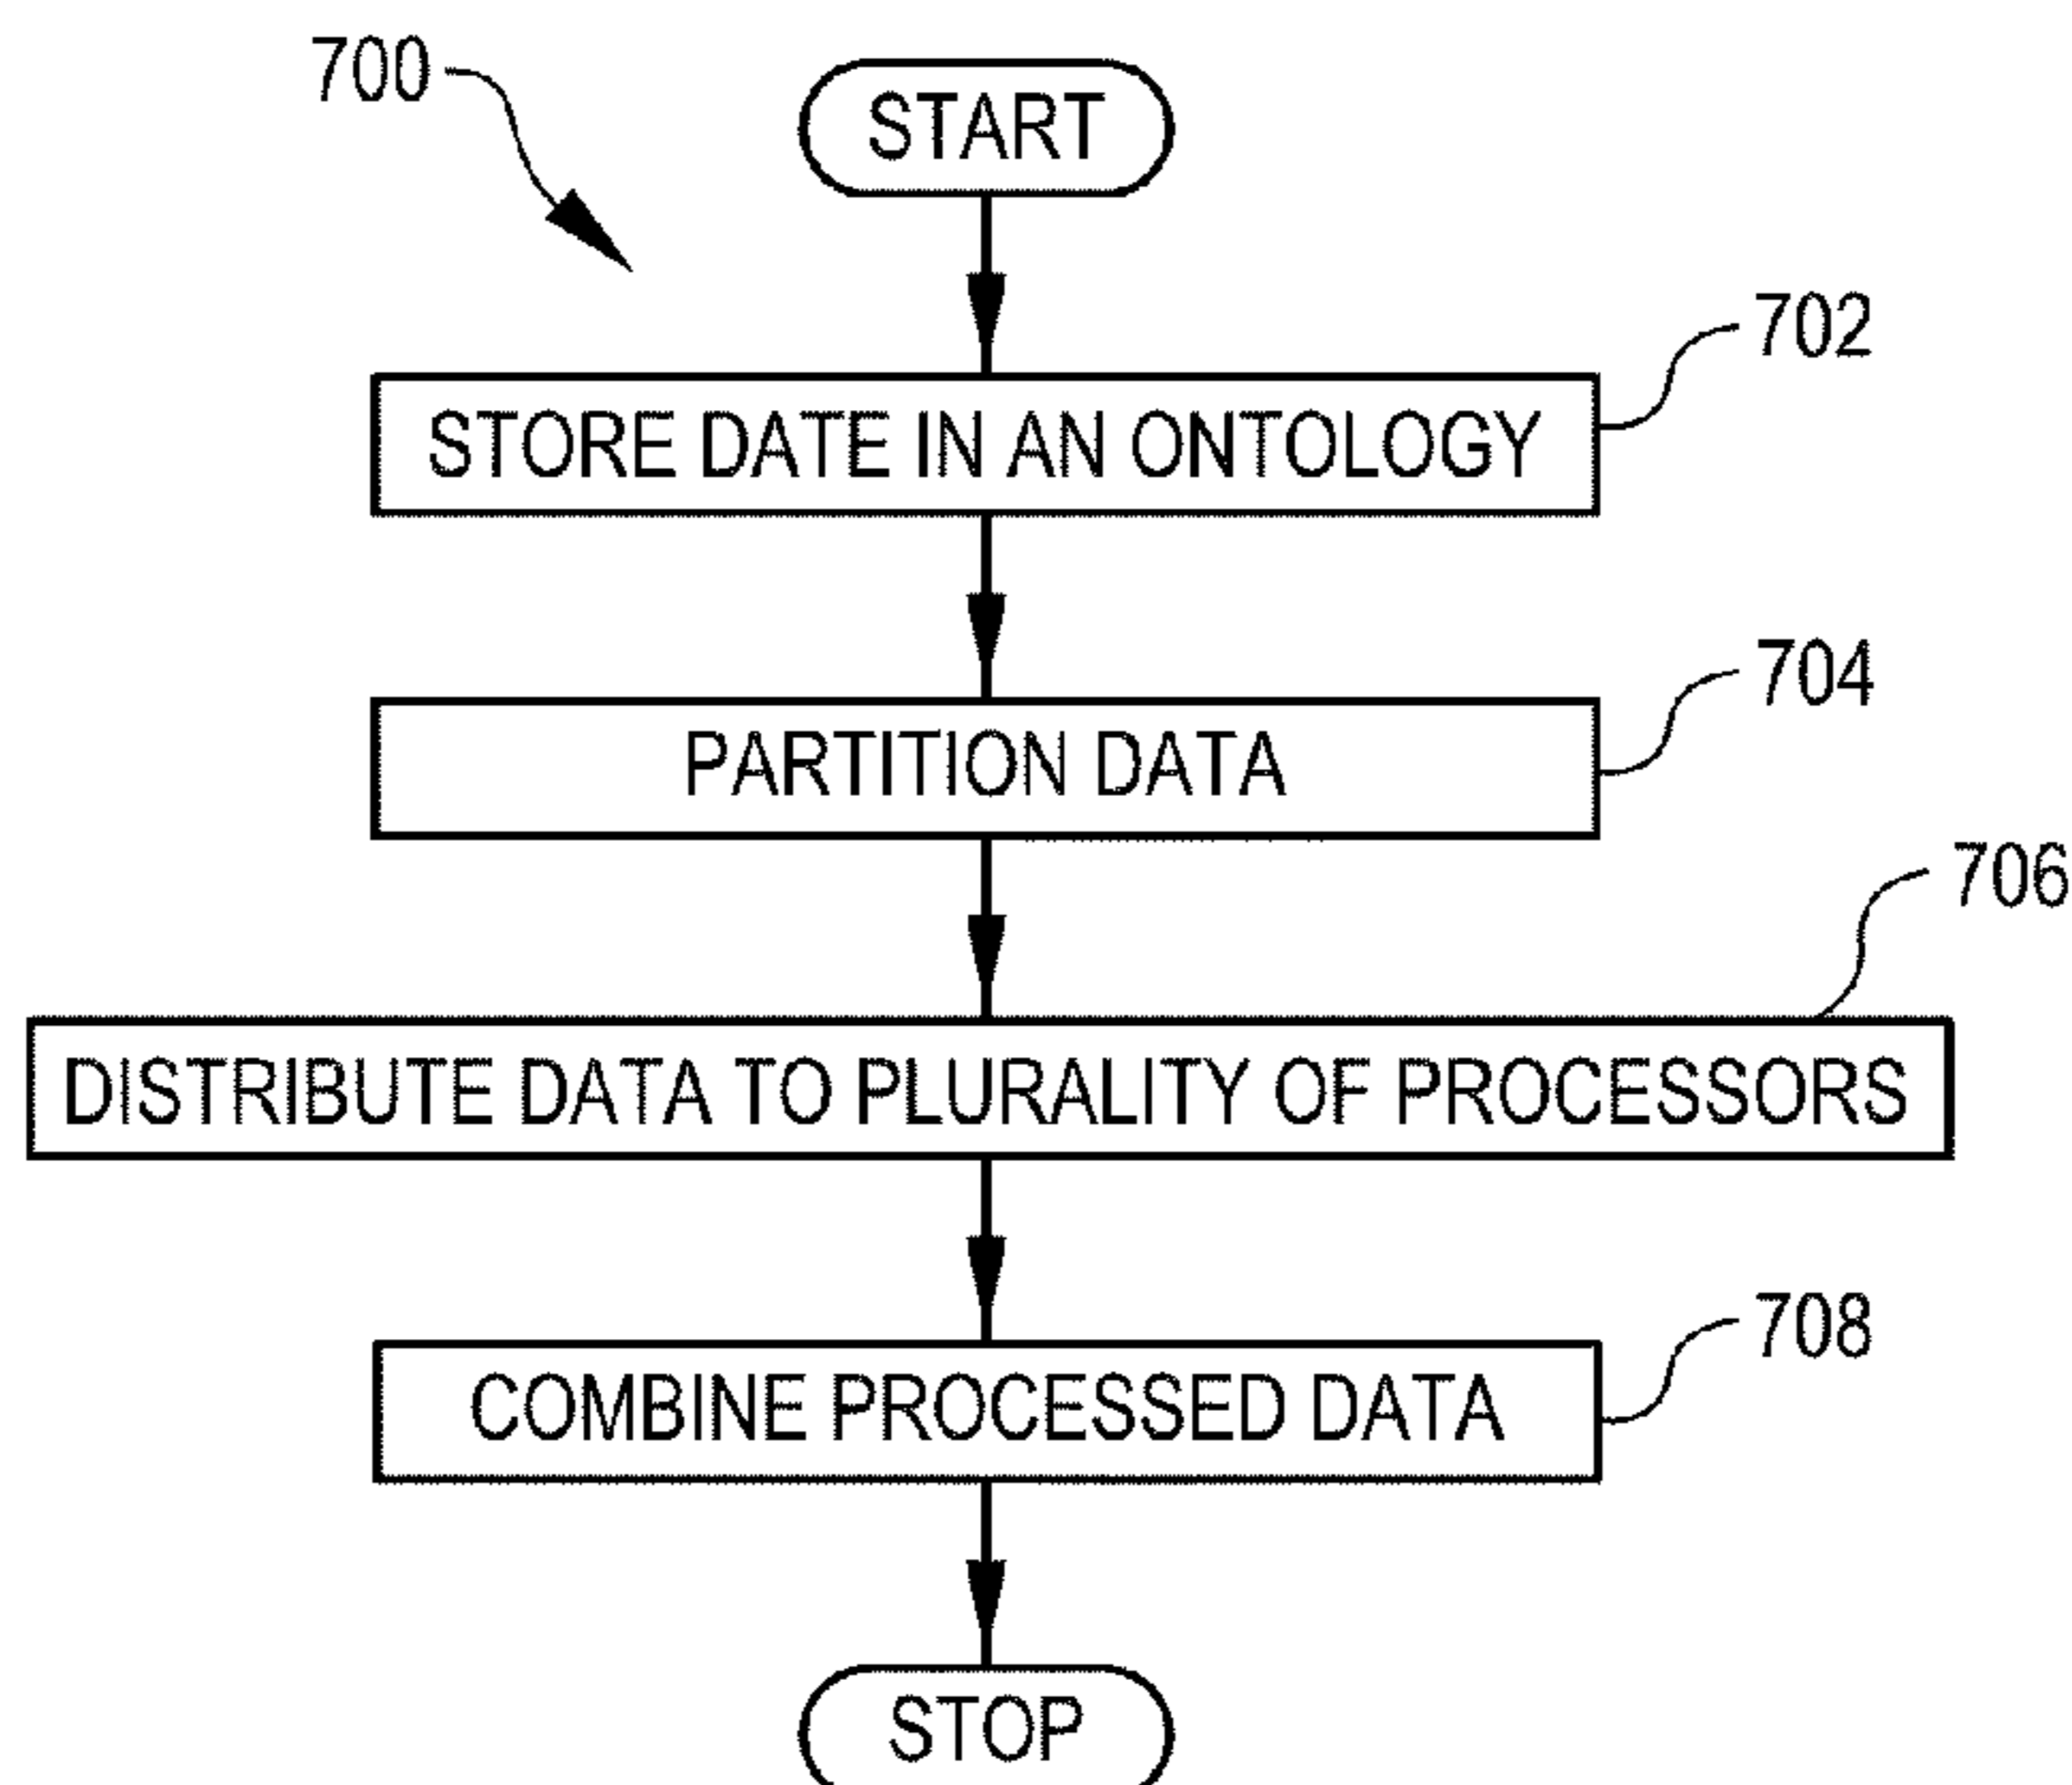 700
START
702
STORE DATE IN AN ONTOLOGY
704
PARTITION DATA
706
DISTRIBUTE DATA TO PLURALITY OF PROCESSORS
708
COMBINE PROCESSED DATA
STOP